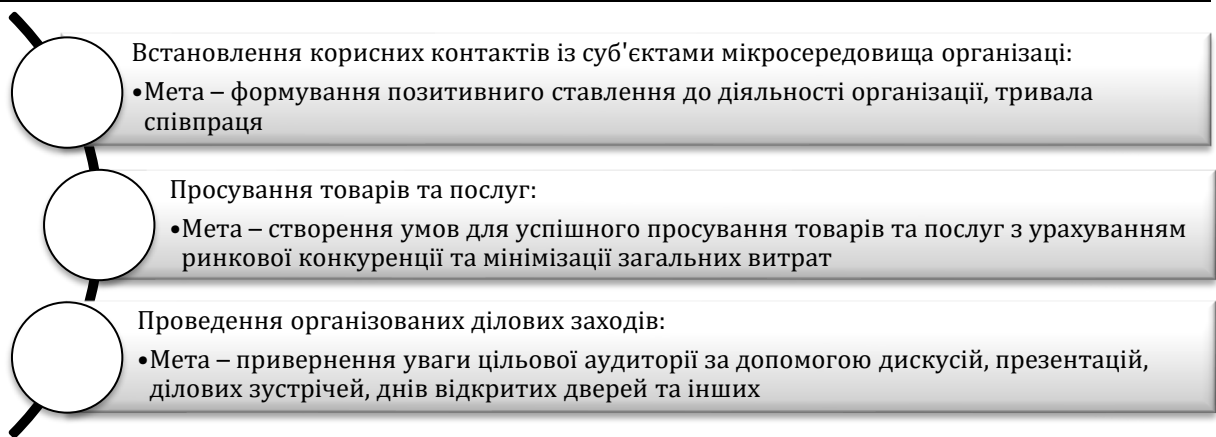 Встановлення корисних контактів із суб'єктами мікросередовища організаці:
•Мета – формування позитивного ставлення до діяльності організації, тривала
співпраця
Просування товарів та послуг:
•Мета – створення умов для успішного просування товарів та послуг з урахуванням
ринкової конкуренції та мінімізації загальних витрат
Проведення організованих ділових заходів:
•Мета – привернення уваги цільової аудиторії за допомогою дискусій, презентацій,
ділових зустрічей, днів відкритих дверей та інших